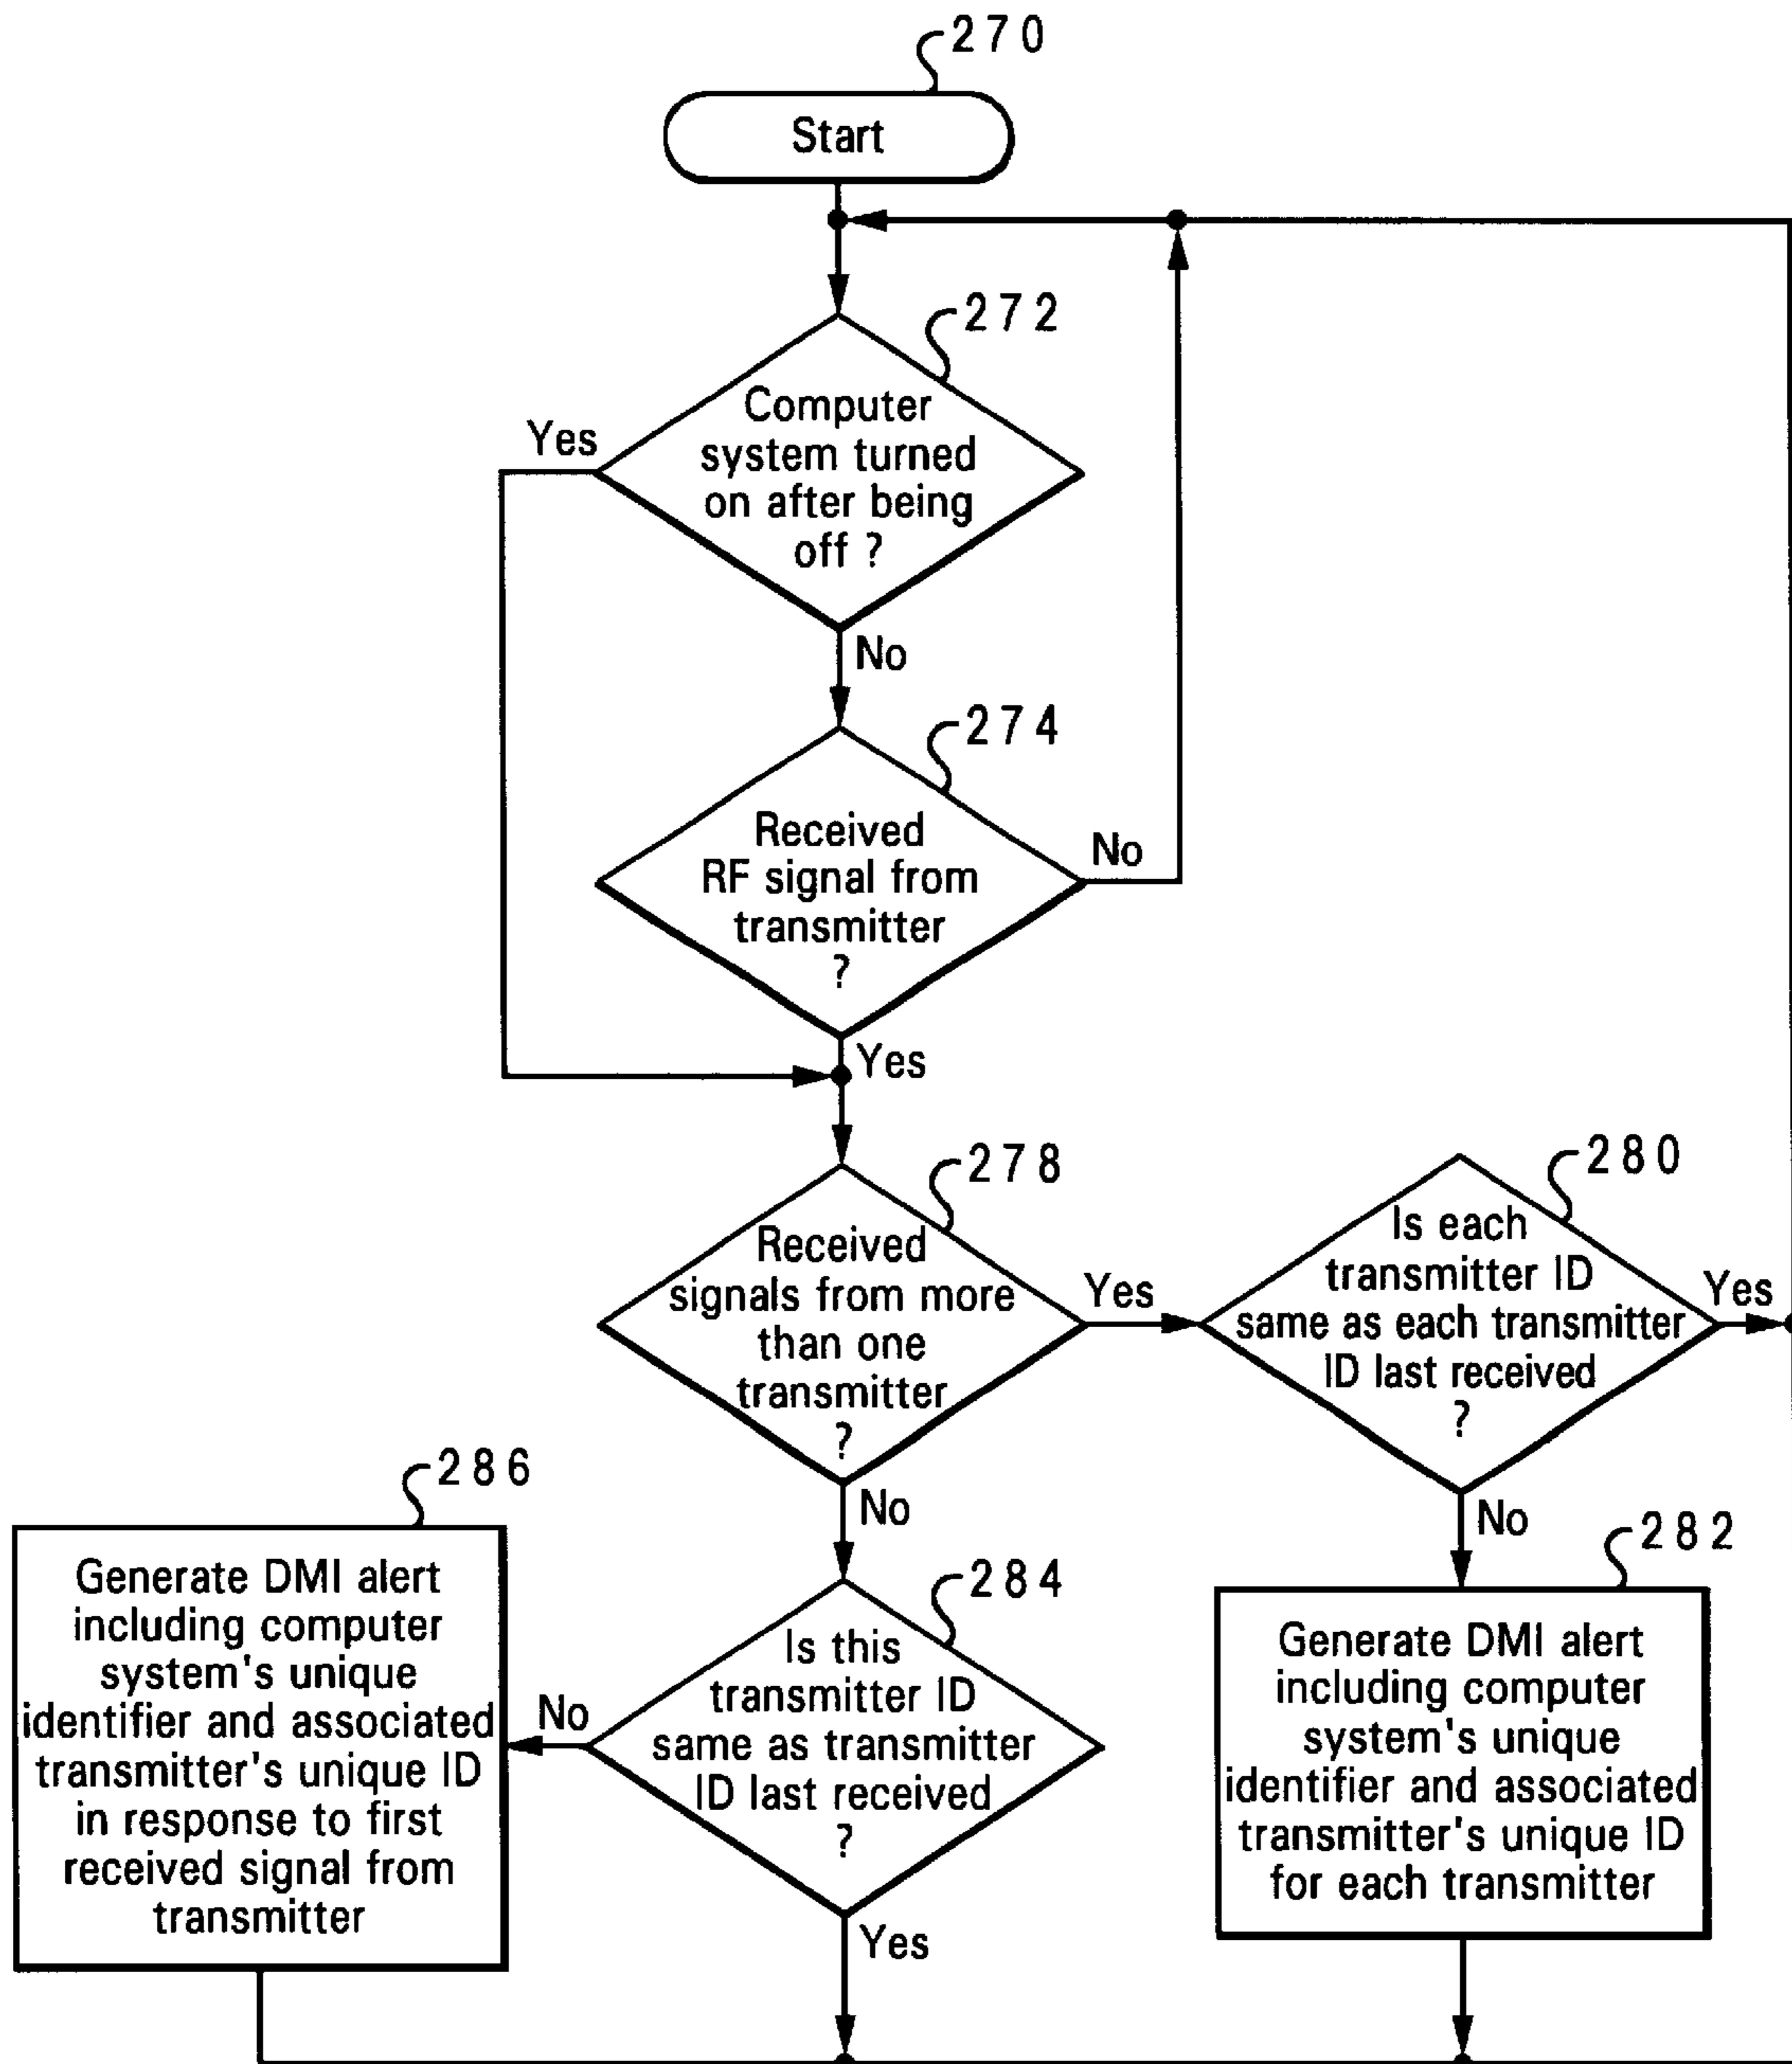 270
Start
272
Computer
system turned
on after being
off ?
Yes
No
274
Received
RF signal from
transmitter
?
No
Yes
278
Received
signals from more
than one
transmitter
?
Yes
No
280
Is each
transmitter ID
same as each transmitter
ID last received
?
Yes
No
282
Generate DMI alert
including computer
system's unique
identifier and associated
transmitter's unique ID
for each transmitter
284
Is this
transmitter ID
same as transmitter
ID last received
?
No
Yes
286
Generate DMI alert
including computer
system's unique
identifier and associated
transmitter's unique ID
in response to first
received signal from
transmitter